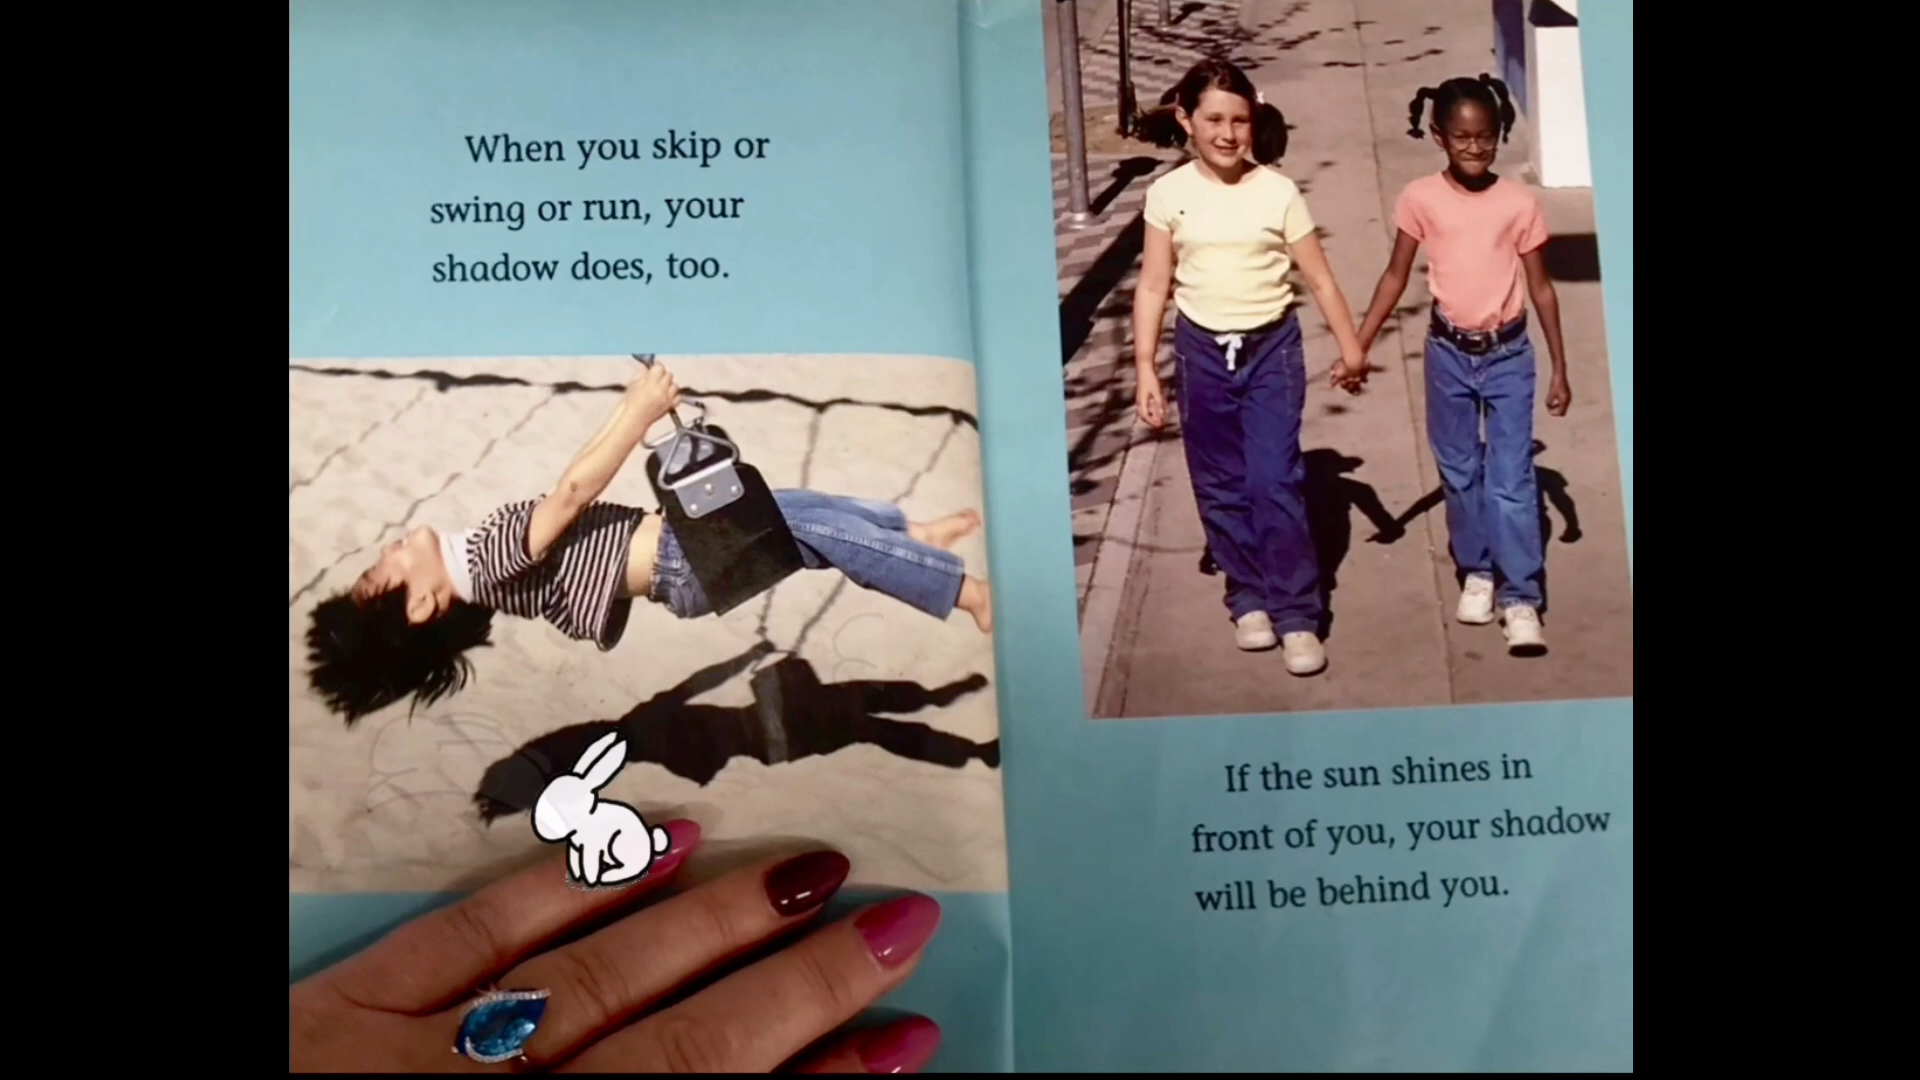 When you skip or
swing or run, your
shadow does, too.
If the sun shines in
front of you, your shadow
will be behind you.